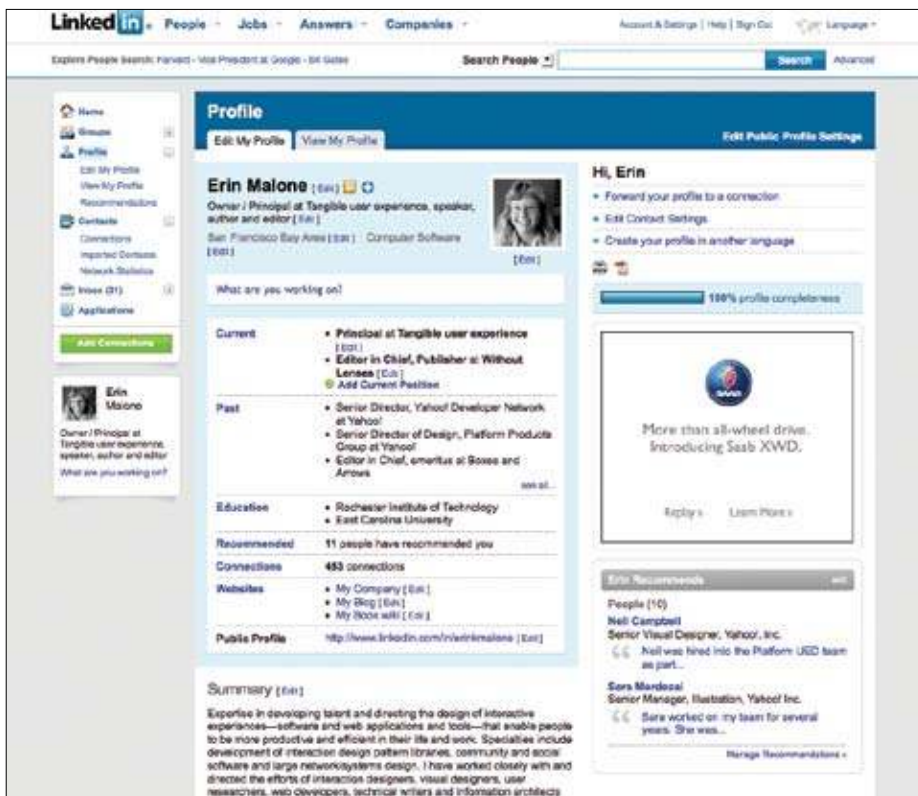 Linked in
People Jobs Answers Companies
Account & Settings | Help | Sign Out Language
Explore People Search: Harvard - Vice President at Google - Bill Gates
Search People
Search
Advanced
Home
Groups
Profile
Edit My Profile
View My Profile
Recommendations
Contacts
Connections
Imported Contacts
Network Statistics
Inbox (31)
Applications
Add Connections
Erin
Malone
Owner / Principal at
Tangible user experience,
speaker, author and editor
What are you working on?
Profile
Edit My Profile
View My Profile
Edit Public Profile Settings
Erin Malone [Edit]
Owner / Principal at Tangible user experience, speaker,
author and editor [Edit]
San Francisco Bay Area [Edit] | Computer Software
[Edit]
[Edit]
What are you working on?
Current
• Principal at Tangible user experience
[Edit]
• Editor in Chief, Publisher at Without
Lenses [Edit]
Add Current Position
Past
• Senior Director, Yahoo! Developer Network
at Yahoo!
• Senior Director of Design, Platform Products
Group at Yahoo!
• Editor in Chief, emeritus at Boxes and
Arrows
see all...
Education
• Rochester Institute of Technology
• East Carolina University
Recommended 11 people have recommended you
Connections 453 connections
Websites
• My Company [Edit]
• My Blog [Edit]
• My Book wiki [Edit]
Public Profile http://www.linkedin.com/in/erinkmalone [Edit]
Summary [Edit]
Expertise in developing talent and directing the design of interactive
experiences—software and web applications and tools—that enable people
to be more productive and efficient in their life and work. Specialties include
development of interaction design pattern libraries, community and social
software and large network/systems design. I have worked closely with and
directed the efforts of interaction designers, visual designers, user
researchers, web developers, technical writers and information architects
Hi, Erin
Forward your profile to a connection
Edit Contact Settings
Create your profile in another language
100% profile completeness
SAAB
More than all-wheel drive.
Introducing Saab XWD.
Replay » Learn More »
Erin Recommends
edit
People (10)
Neil Campbell
Senior Visual Designer, Yahoo!, Inc.
Neil was hired into the Platform UED team
as part...
Sara
Senior Manager, Illustration, Yahoo! Inc.
Sara worked on my team for several
years. She was...
Manage Recommendations »